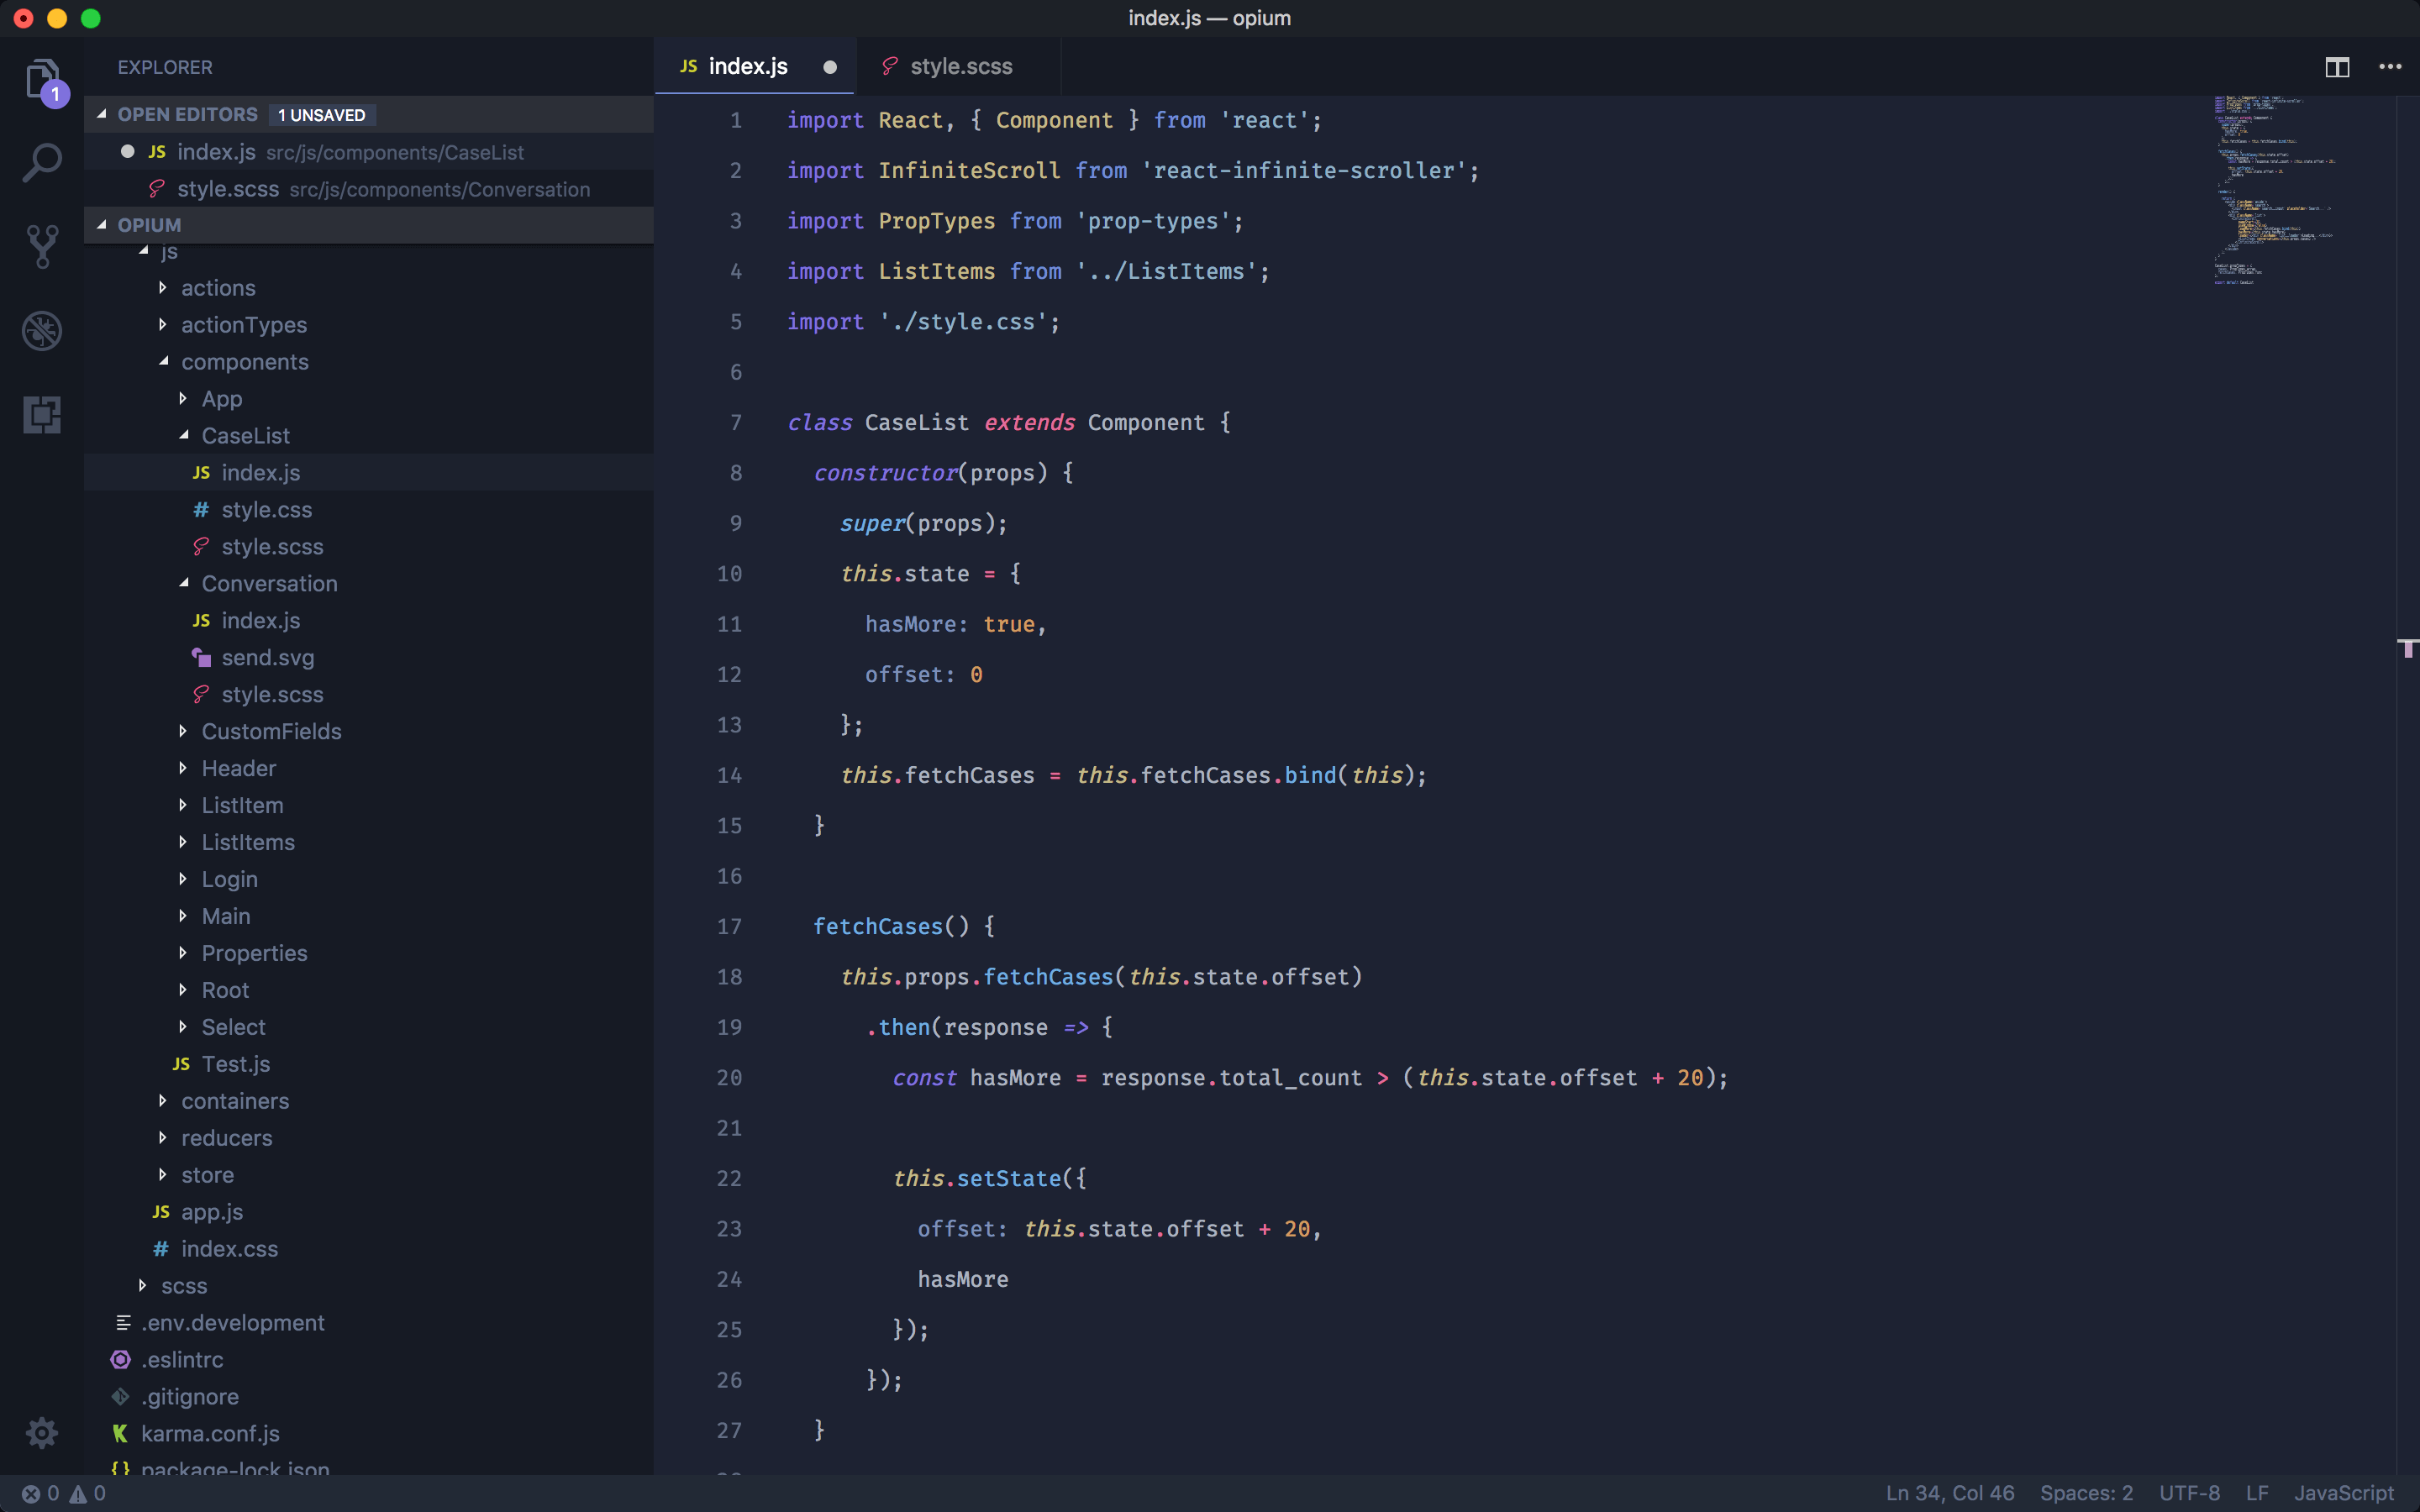 index.js — opium
EXPLORER
1
OPEN EDITORS 1 UNSAVED
JS index.js src/js/components/CaseList
style.scss src/js/components/Conversation
OPIUM
js
actions
actionTypes
components
App
CaseList
JS index.js
# style.css
style.scss
Conversation
JS index.js
send.svg
style.scss
CustomFields
Header
ListItem
ListItems
Login
Main
Properties
Root
Select
JS Test.js
containers
reducers
store
JS app.js
# index.css
scss
.env.development
.eslintrc
.gitignore
karma.conf.js
{} package-lock.json
JS index.js
style.scss
1 import React, { Component } from 'react';
2 import InfiniteScroll from 'react-infinite-scroller';
3 import PropTypes from 'prop-types';
4 import ListItems from '../ListItems';
5 import './style.css';
6
7 class CaseList extends Component {
8 constructor(props) {
9 super(props);
10 this.state = {
11 hasMore: true,
12 offset: 0
13 };
14 this.fetchCases = this.fetchCases.bind(this);
15 }
16
17 fetchCases() {
18 this.props.fetchCases(this.state.offset)
19 .then(response => {
20 const hasMore = response.total_count > (this.state.offset + 20);
21
22 this.setState({
23 offset: this.state.offset + 20,
24 hasMore
25 });
26 });
27 }
0 0
Ln 34, Col 46 Spaces: 2 UTF-8 LF JavaScript